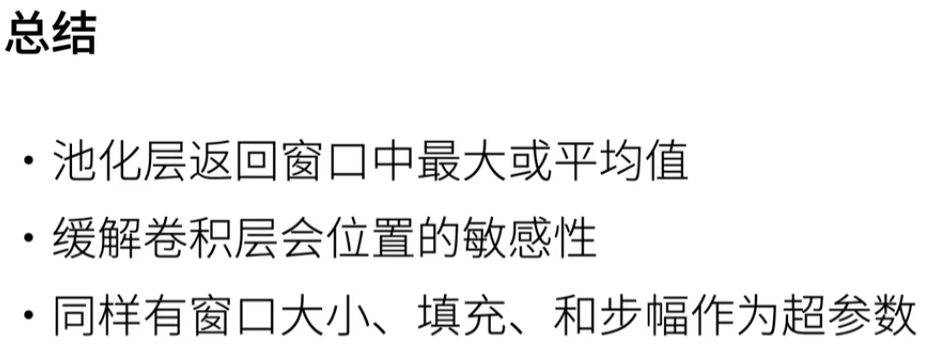 总结
•池化层返回窗口中最大或平均值
•缓解卷积层会位置的敏感性
•同样有窗口大小、填充、和步幅作为超参数